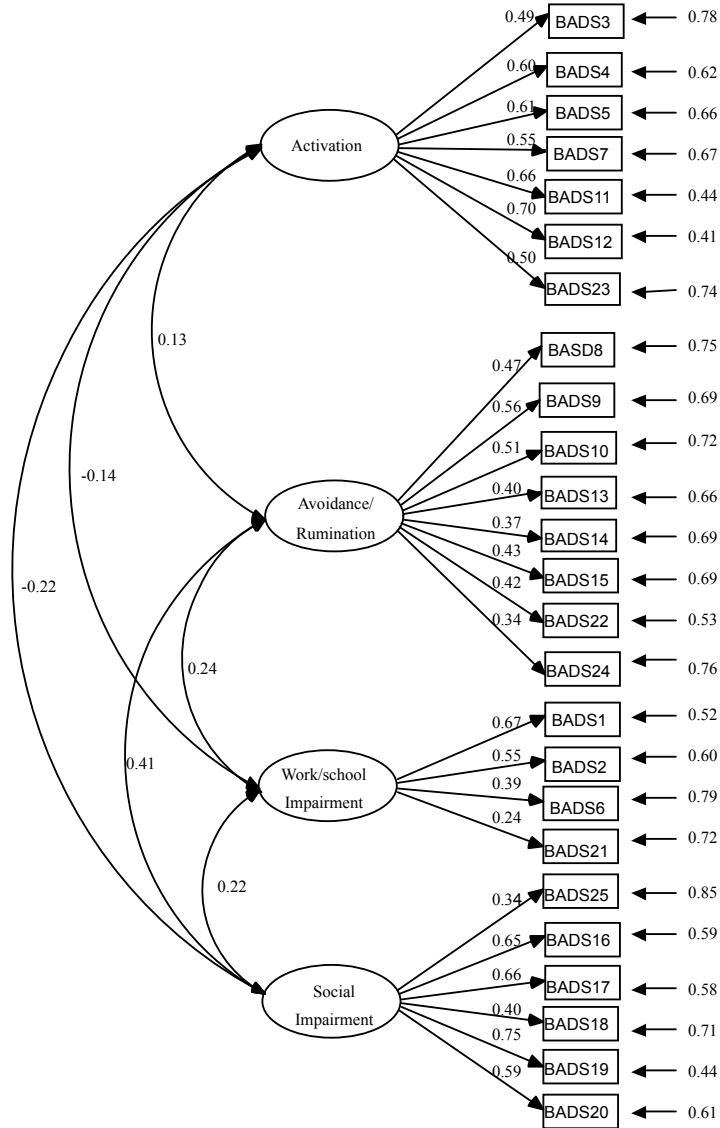 0.49 BADS3 0.78
0.60 BADS4 0.62
0.61 BADS5 0.66
Activation
0.55 BADS7 0.67
0.66 BADS11 0.44
0.70 BADS12 0.41
0.50 BADS23 0.74
0.13
0.47 BASD8 0.75
0.56 BADS9 0.69
0.51 BADS10 0.72
-0.14
0.40 BADS13 0.66
Avoidance/
Rumination
0.37 BADS14 0.69
0.43 BADS15 0.69
-0.22
0.42 BADS22 0.53
0.34 BADS24 0.76
0.24
0.67 BADS1 0.52
0.55 BADS2 0.60
0.41
Work/school
Impairment
0.39 BADS6 0.79
0.24 BADS21 0.72
0.22
0.34 BADS25 0.85
0.65 BADS16 0.59
0.66 BADS17 0.58
Social
Impairment
0.40 BADS18 0.71
0.75 BADS19 0.44
0.59 BADS20 0.61